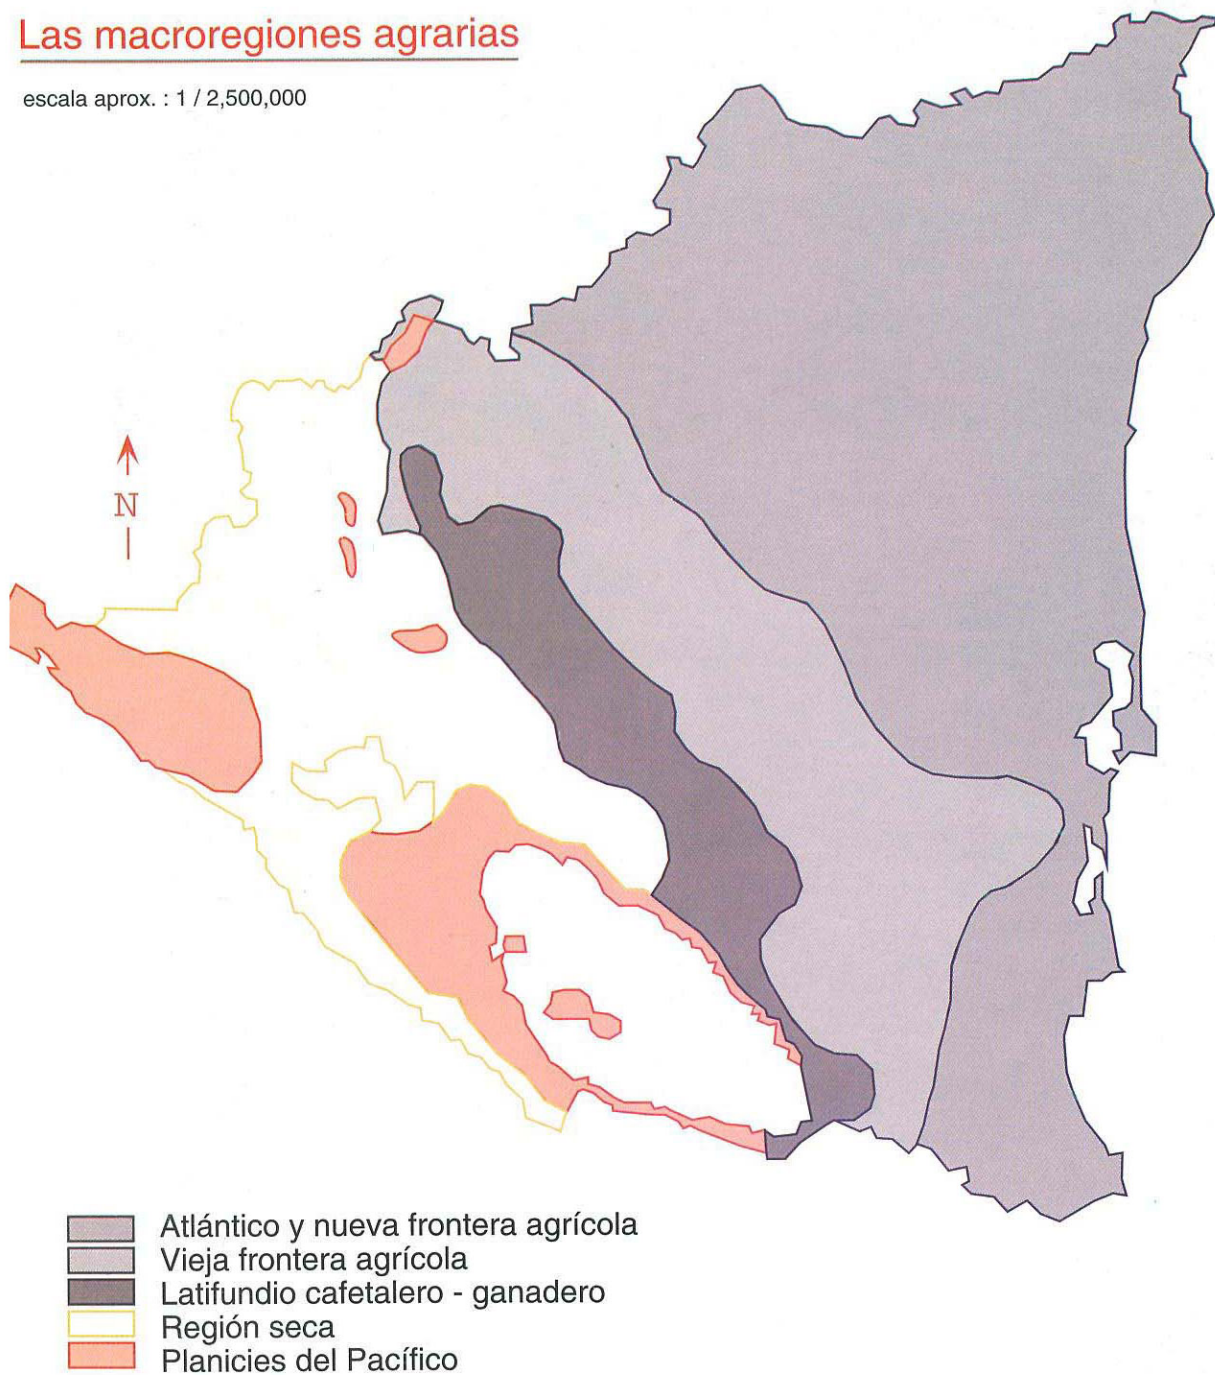 Las macroregiones agrarias
escala aprox. : 1 / 2,500,000
N
Atlántico y nueva frontera agrícola
Vieja frontera agrícola
Latifundio cafetalero - ganadero
Región seca
Planicies del Pacífico